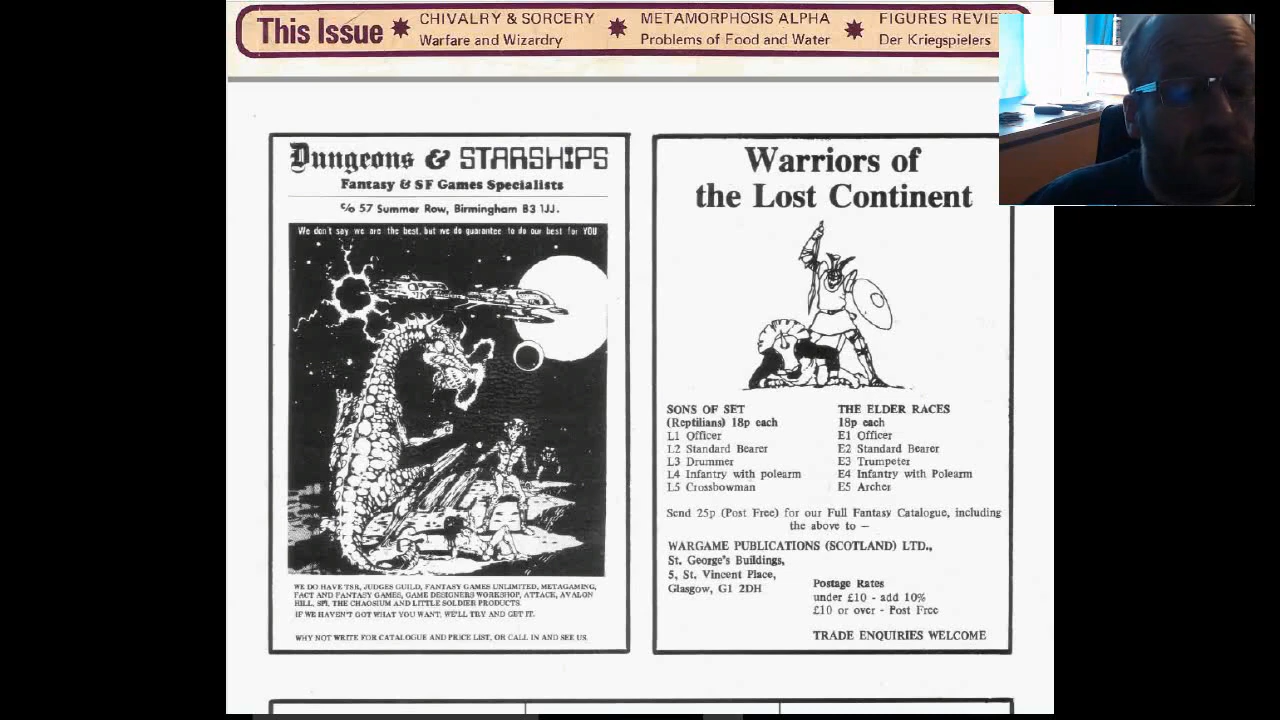 This Issue
CHIVALRY & SORCERY
Warfare and Wizardry
METAMORPHOSIS ALPHA
Problems of Food and Water
FIGURES
Der Kriegspielers
Dungeons & STARSHIPS
Fantasy & SF Games Specialists
c/o 57 Summer Row, Birmingham B3 1JJ.
We don't say we are the best, but we do guarantee to do our best for YOU
WE DO HAVE TSR, JUDGES GUILD, FANTASY GAMES UNLIMITED, METAGAMING,
FACT AND FANTASY GAMES, GAME DESIGNERS WORKSHOP, ATTACK, AVALON
HILL, SPI, THE CHAOSIUM AND LITTLE SOLDIER PRODUCTS.
IF WE HAVEN'T GOT WHAT YOU WANT, WE'LL TRY AND GET IT.
WHY NOT WRITE FOR CATALOGUE AND PRICE LIST, OR CALL IN AND SEE US.
Warriors of
the Lost Continent
SONS OF SET
(Reptilians) 18p each
L1 Officer
L2 Standard Bearer
L3 Drummer
L4 Infantry with polearm
L5 Crossbowman
THE ELDER RACES
18p each
E1 Officer
E2 Standard Bearer
E3 Trumpeter
E4 Infantry with Polearm
E5 Archer
Send 25p (Post Free) for our Full Fantasy Catalogue, including
the above to —
WARGAME PUBLICATIONS (SCOTLAND) LTD.,
St. George's Buildings,
5, St. Vincent Place,
Glasgow, G1 2DH
Postage Rates
under £10 - add 10%
£10 or over - Post Free
TRADE ENQUIRIES WELCOME